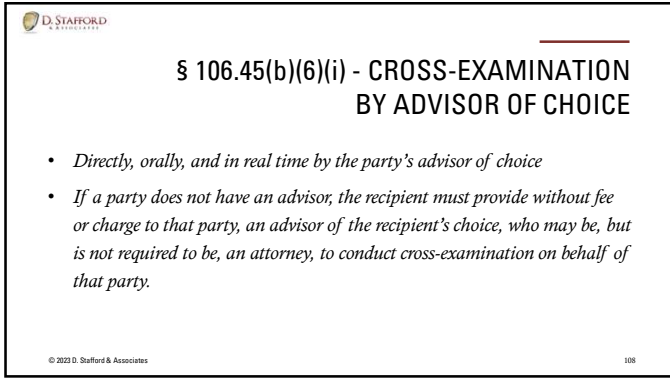 D. STAFFORD
& ASSOCIATES
§ 106.45(b)(6)(i) - CROSS-EXAMINATION
BY ADVISOR OF CHOICE
• Directly, orally, and in real time by the party's advisor of choice
• If a party does not have an advisor, the recipient must provide without fee
or charge to that party, an advisor of the recipient's choice, who may be, but
is not required to be, an attorney, to conduct cross-examination on behalf of
that party.
© 2023 D. Stafford & Associates
108